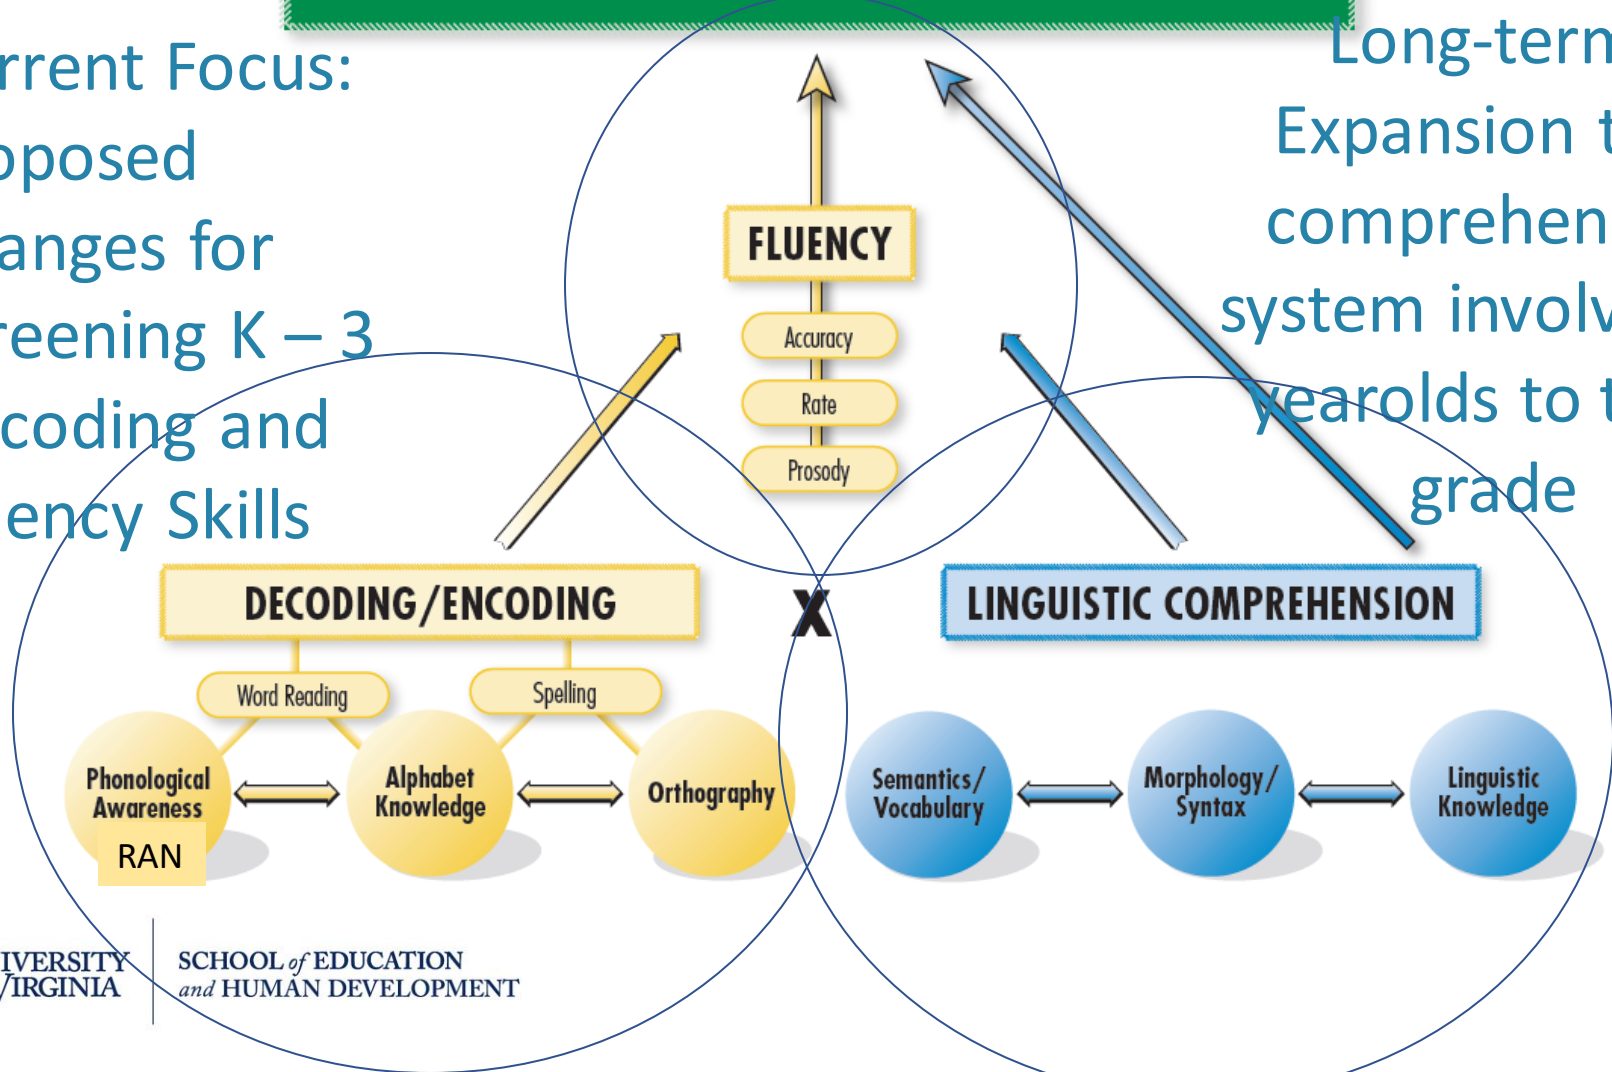 rrent Focus:
oposed
anges for
reening K – 3
coding and
ency Skills
Long-term
Expansion t
comprehen
system involv
yearolds to t
grade
FLUENCY
Accuracy
Rate
Prosody
DECODING/ENCODING
X
LINGUISTIC COMPREHENSION
Word Reading
Spelling
Phonological
Awareness
RAN
Alphabet
Knowledge
Orthography
Semantics/
Vocabulary
Morphology/
Syntax
Linguistic
Knowledge
IVERSITY
VIRGINIA
SCHOOL of EDUCATION
and HUMAN DEVELOPMENT